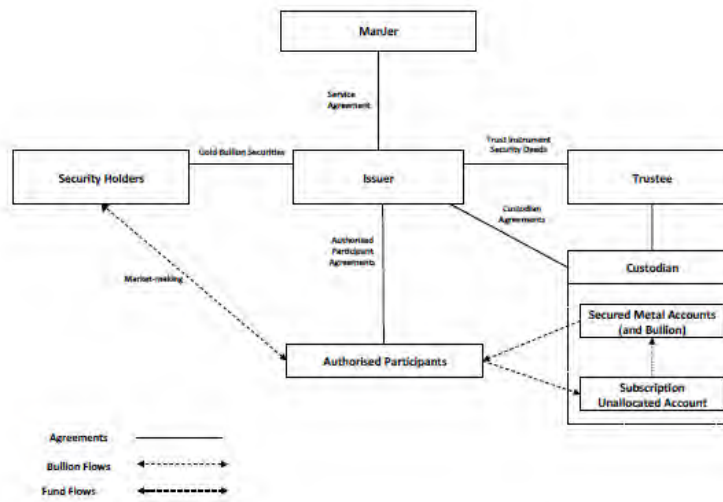 ManJer
Service
Agreement
Gold Bullion Securities
Trust Instrument
Security Deeds
Security Holders
Issuer
Trustee
Custodian
Agreements
Authorised
Participant
Agreements
Custodian
Market-making
Secured Metal Accounts
(and Bullion)
Authorised Participants
Subscription
Unallocated Account
Agreements
Bullion Flows
Fund Flows